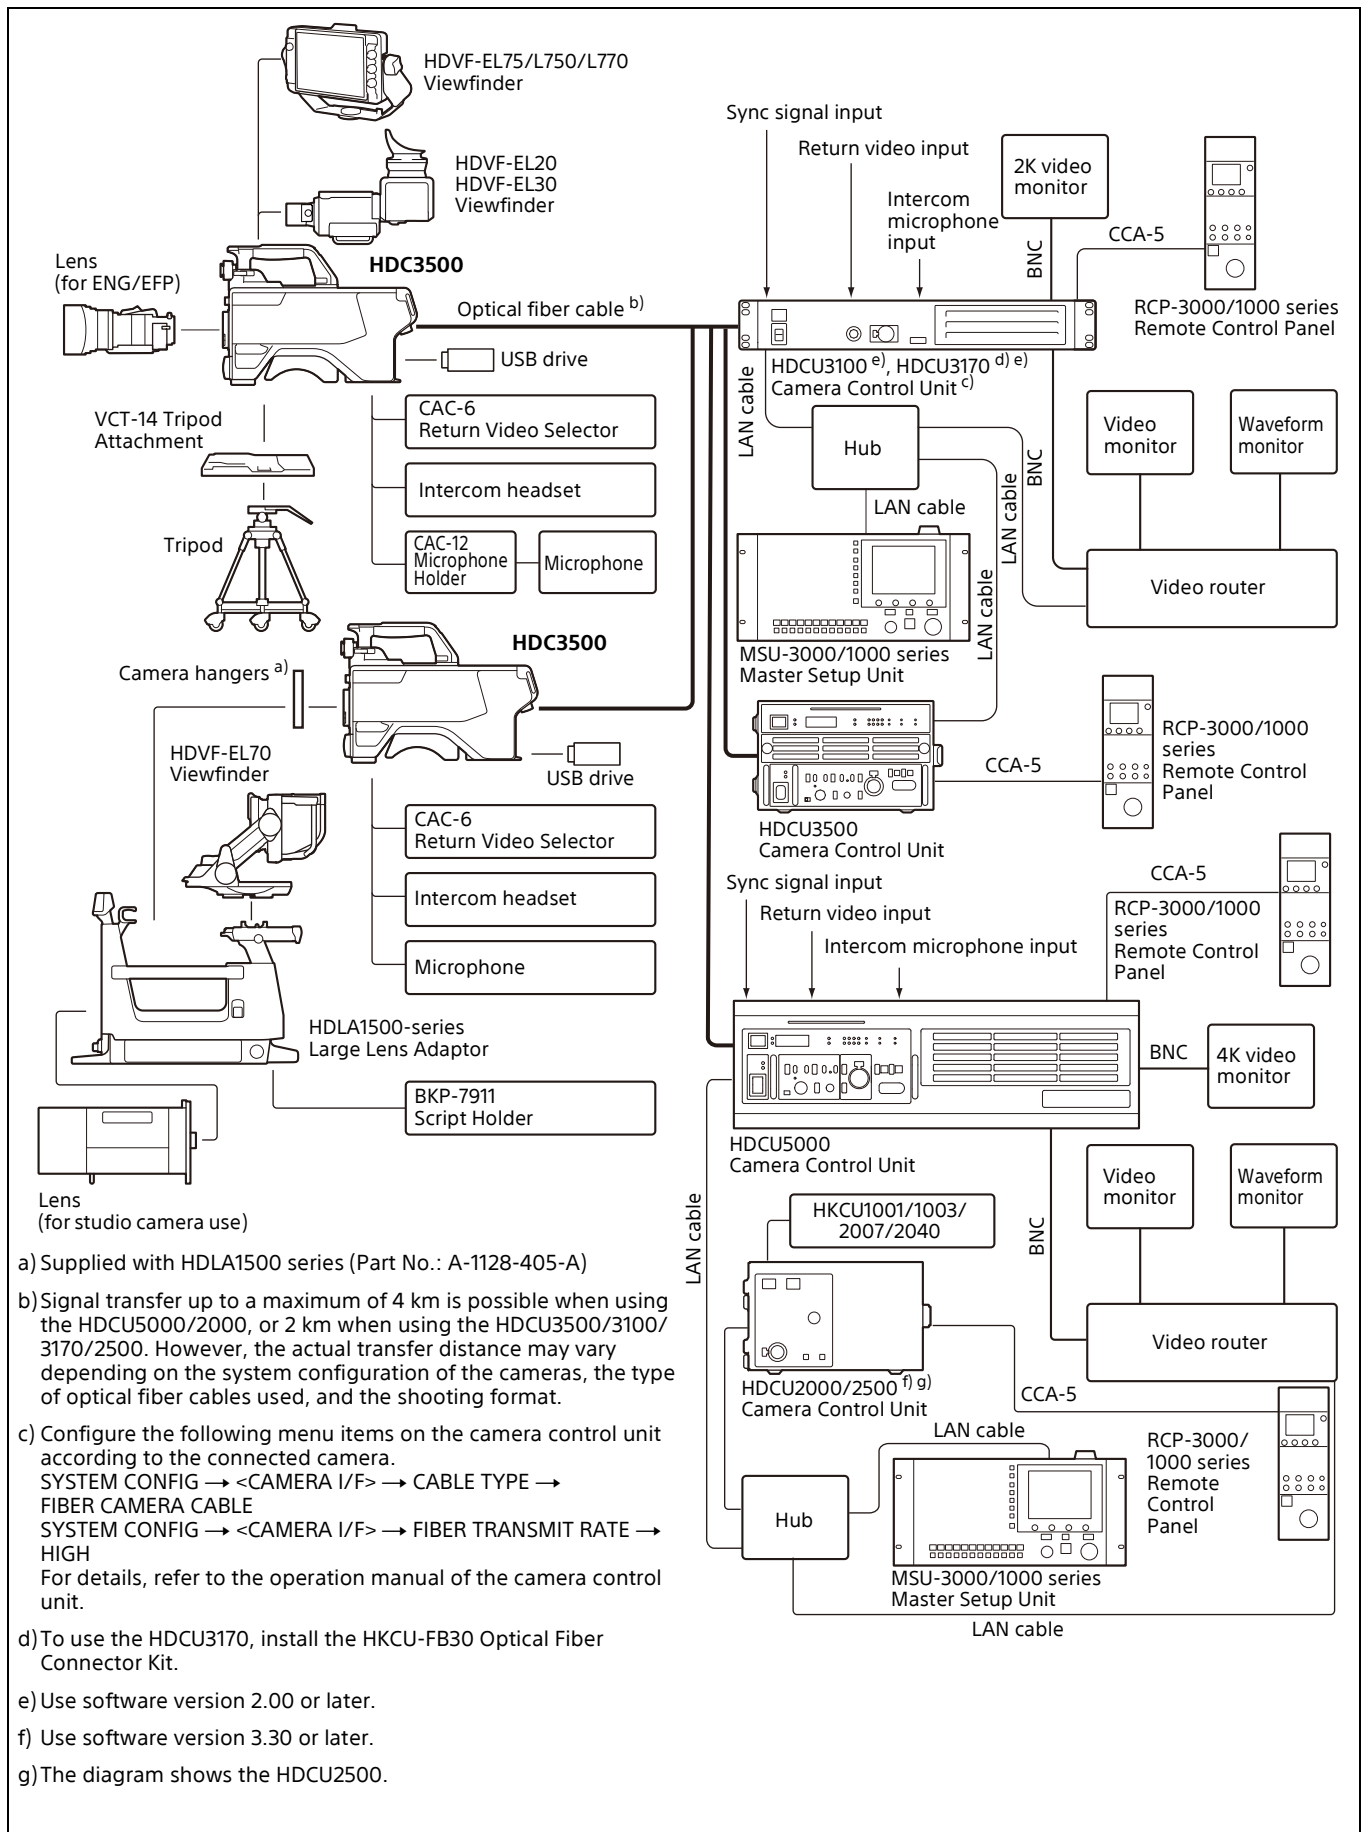 HDVF-EL75/L750/L770
Viewfinder
HDVF-EL20
HDVF-EL30
Viewfinder
Lens
(for ENG/EFP)
HDC3500
Optical fiber cable b)
USB drive
VCT-14 Tripod
Attachment
CAC-6
Return Video Selector
Intercom headset
Tripod
CAC-12
Microphone
Holder
Microphone
HDC3500
Camera hangers a)
HDVF-EL70
Viewfinder
USB drive
CAC-6
Return Video Selector
Intercom headset
Microphone
HDLA1500-series
Large Lens Adaptor
BKP-7911
Script Holder
Lens
(for studio camera use)
Sync signal input
Return video input
Intercom
microphone
input
2K video
monitor
BNC
CCA-5
RCP-3000/1000 series
Remote Control Panel
HDCU3100 e), HDCU3170 d) e)
Camera Control Unit c)
LAN cable
Hub
BNC
Video
monitor
Waveform
monitor
LAN cable
LAN cable
LAN cable
Video router
MSU-3000/1000 series
Master Setup Unit
RCP-3000/1000
series
Remote Control
Panel
CCA-5
HDCU3500
Camera Control Unit
Sync signal input
Return video input
Intercom microphone input
CCA-5
RCP-3000/1000
series
Remote Control
Panel
BNC
4K video
monitor
HDCU5000
Camera Control Unit
LAN cable
BNC
Video
monitor
Waveform
monitor
HKCU1001/1003/
2007/2040
Video router
HDCU2000/2500 f) g)
Camera Control Unit
CCA-5
LAN cable
RCP-3000/
1000 series
Remote
Control
Panel
Hub
MSU-3000/1000 series
Master Setup Unit
LAN cable
a) Supplied with HDLA1500 series (Part No.: A-1128-405-A)
b) Signal transfer up to a maximum of 4 km is possible when using
the HDCU5000/2000, or 2 km when using the HDCU3500/3100/
3170/2500. However, the actual transfer distance may vary
depending on the system configuration of the cameras, the type
of optical fiber cables used, and the shooting format.
c) Configure the following menu items on the camera control unit
according to the connected camera.
SYSTEM CONFIG → <CAMERA I/F> → CABLE TYPE →
FIBER CAMERA CABLE
SYSTEM CONFIG → <CAMERA I/F> → FIBER TRANSMIT RATE →
HIGH
For details, refer to the operation manual of the camera control
unit.
d) To use the HDCU3170, install the HKCU-FB30 Optical Fiber
Connector Kit.
e) Use software version 2.00 or later.
f) Use software version 3.30 or later.
g) The diagram shows the HDCU2500.